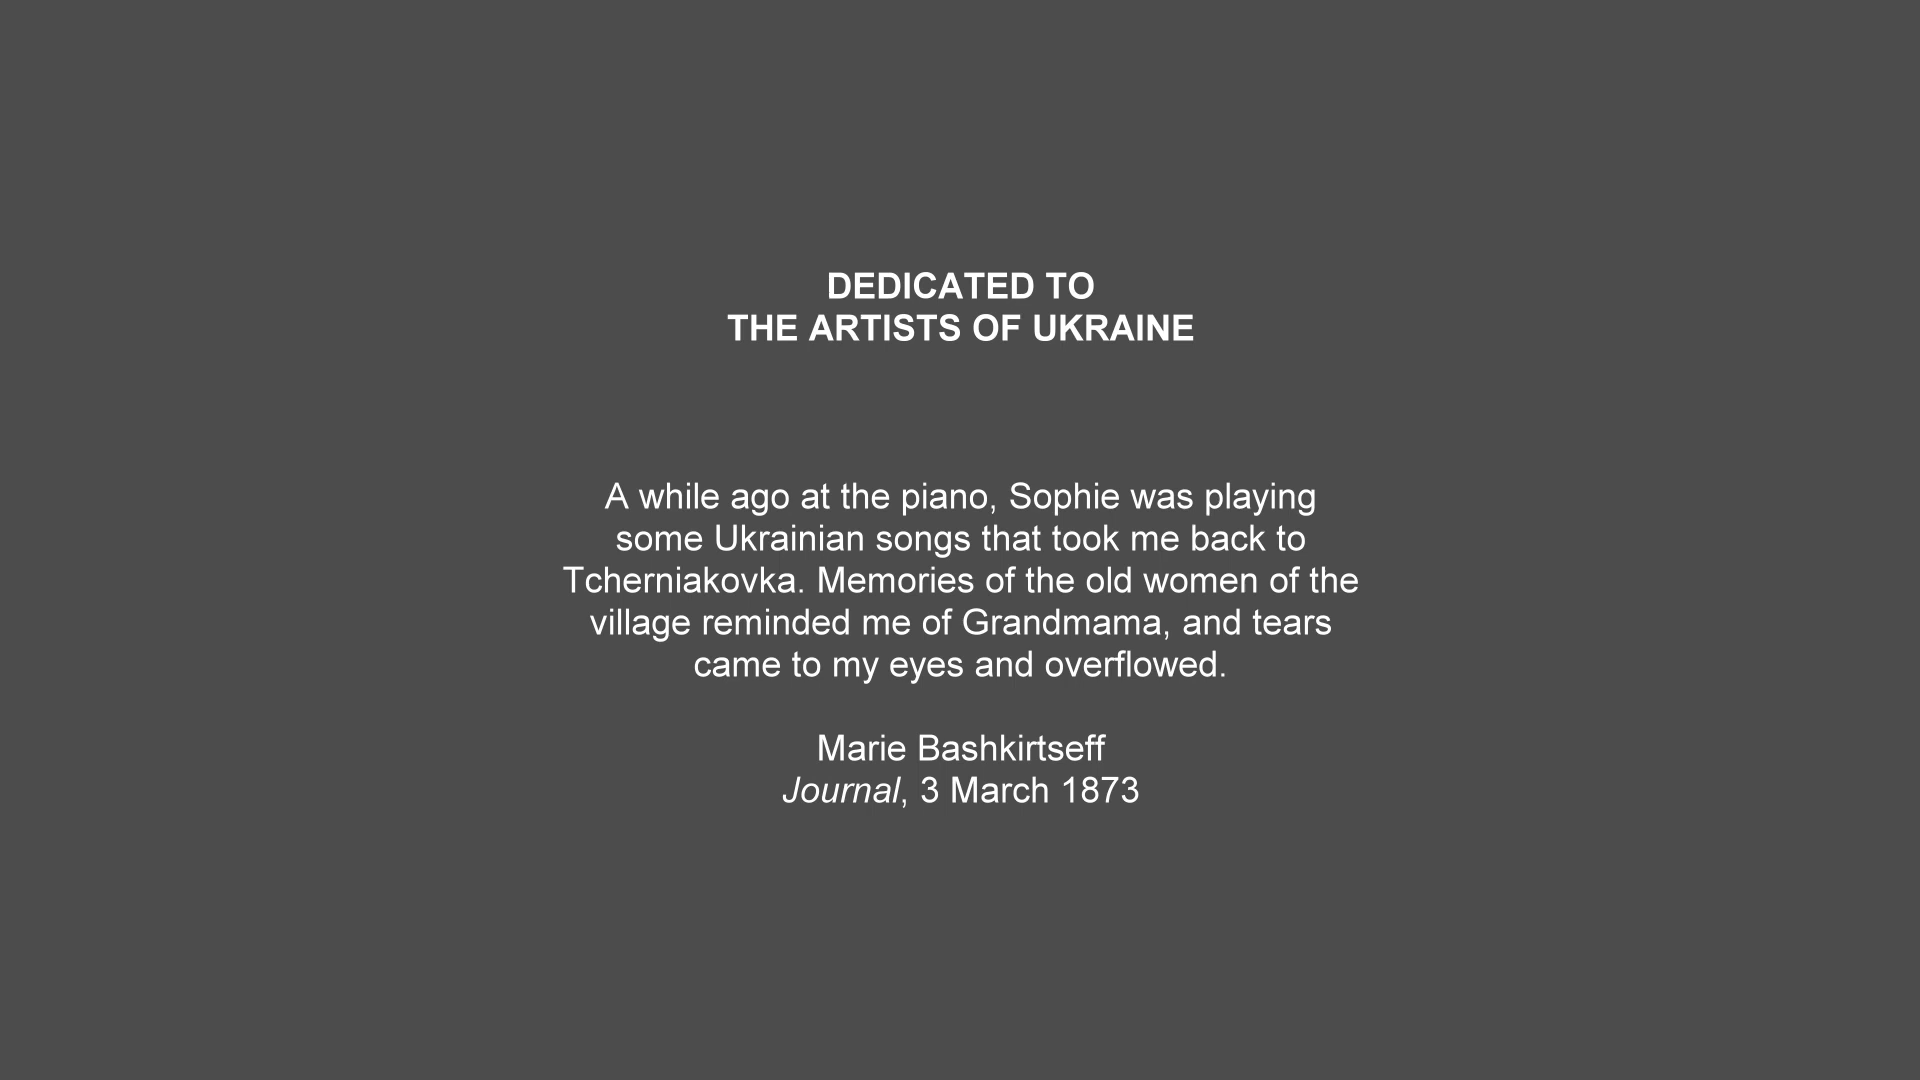 DEDICATED TO
THE ARTISTS OF UKRAINE
A while ago at the piano, Sophie was playing
some Ukrainian songs that took me back to
Tcherniakovka. Memories of the old women of the
village reminded me of Grandmama, and tears
came to my eyes and overflowed.
Marie Bashkirtseff
Journal, 3 March 1873